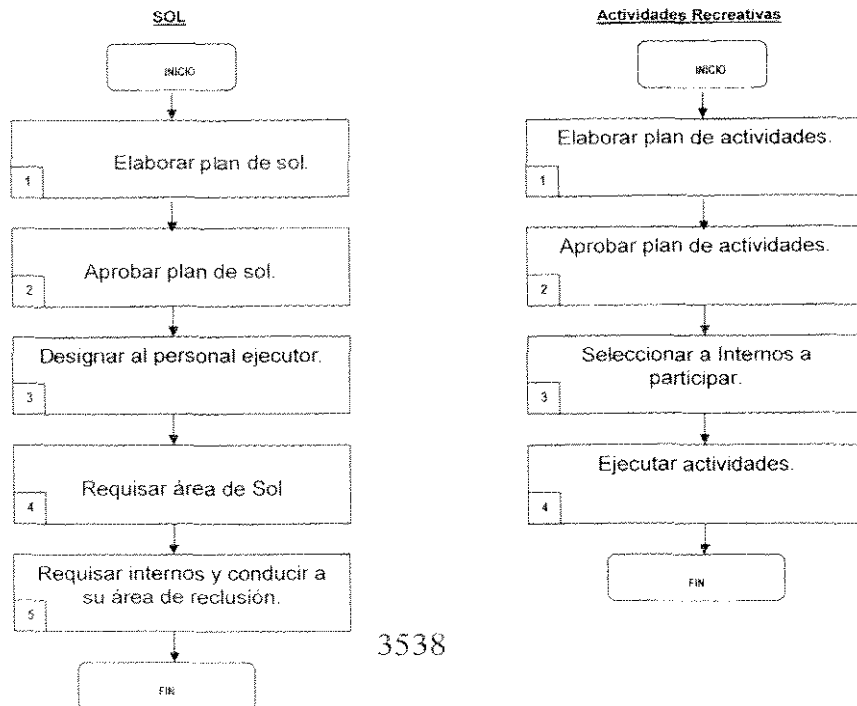 SOL
INICIO
Elaborar plan de sol.
1
Aprobar plan de sol.
2
Designar al personal ejecutor.
3
Requisar área de Sol
4
Requisar internos y conducir a
su área de reclusión.
5
FIN
Actividades Recreativas
INICIO
Elaborar plan de actividades.
1
Aprobar plan de actividades.
2
Seleccionar a Internos a
participar.
3
Ejecutar actividades.
4
FIN
3538